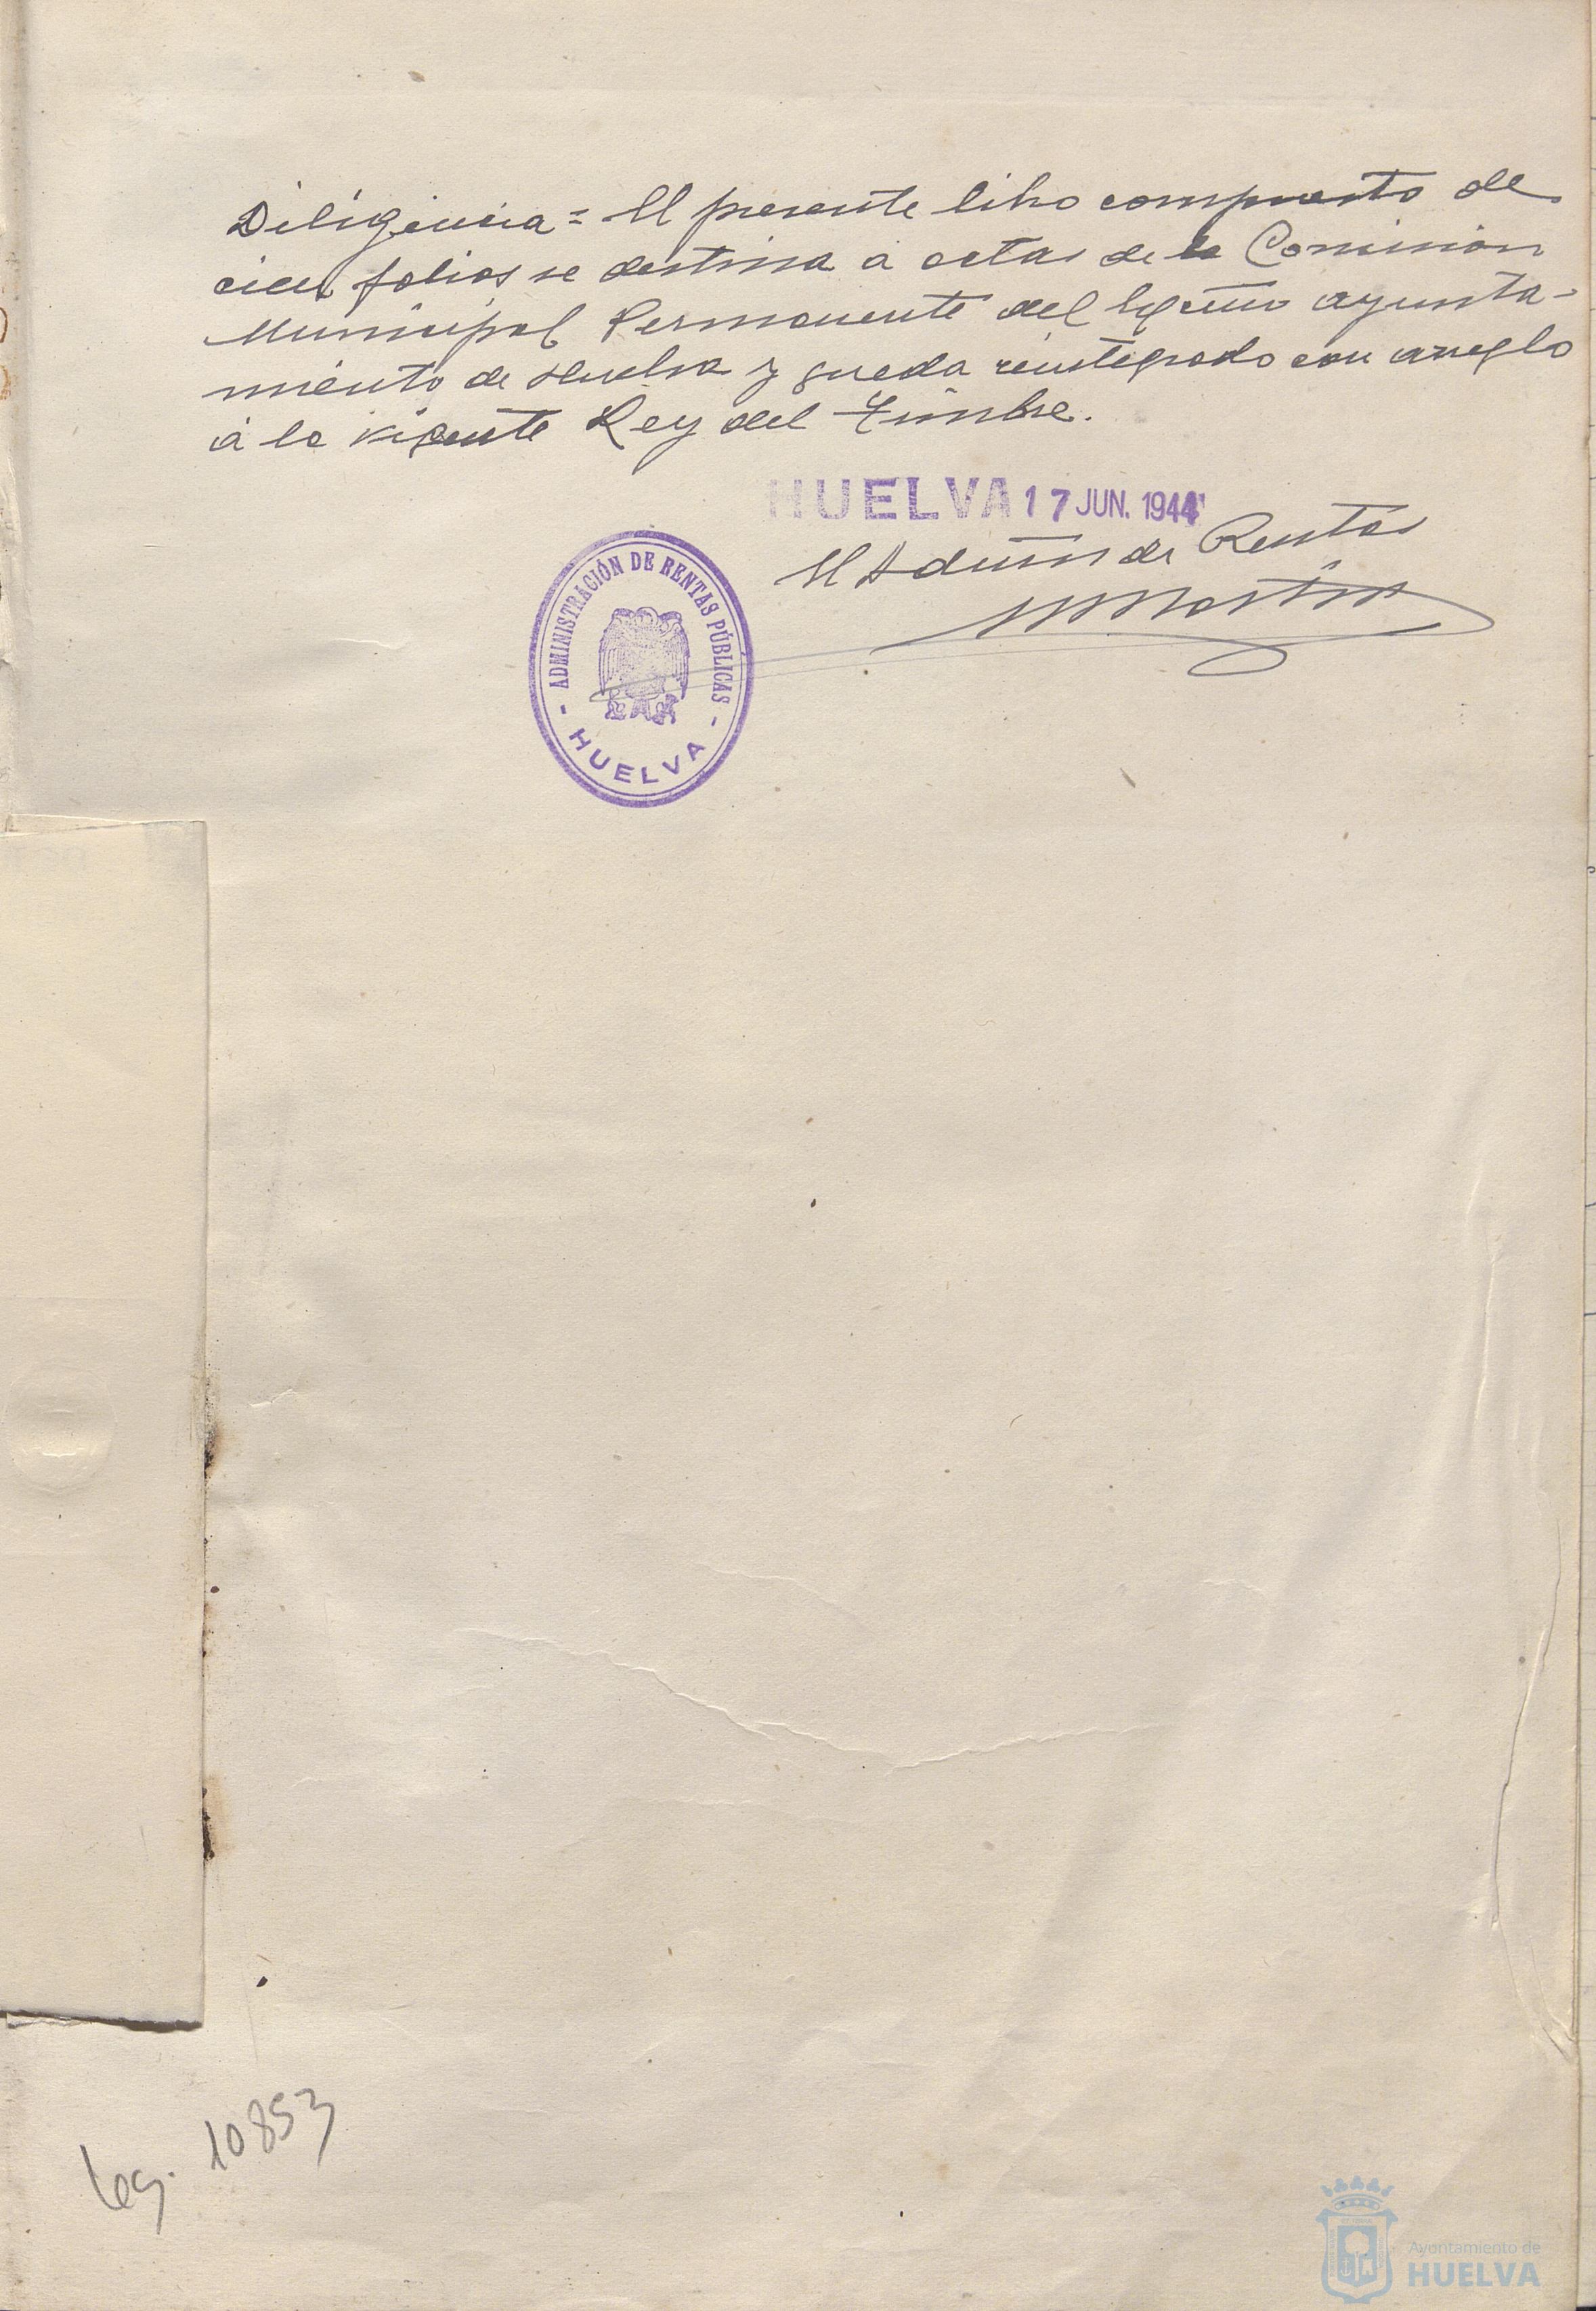 Diligencia = El presente libro compuesto de
cien folios se destina a actas de la Comisión
Municipal Permanente del Excmo ayunta-
miento de Huelva y queda reintegrado con arreglo
a la vigente Ley del Timbre.
HUELVA 17 JUN. 1944
El Admor de Rentas
ADMINISTRACIÓN DE RENTAS PÚBLICAS
- HUELVA -
Leg. 10853
Ayuntamiento de
HUELVA